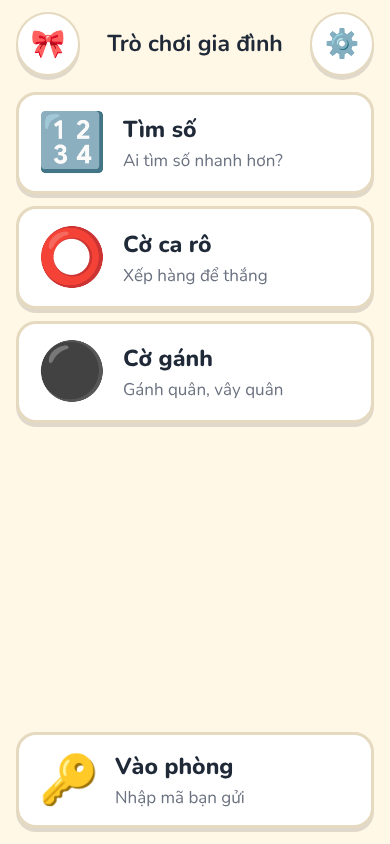 Trò chơi gia đình
Tìm số
Ai tìm số nhanh hơn?
Cờ ca rô
Xếp hàng để thắng
Cờ gánh
Gánh quân, vây quân
Vào phòng
Nhập mã bạn gửi